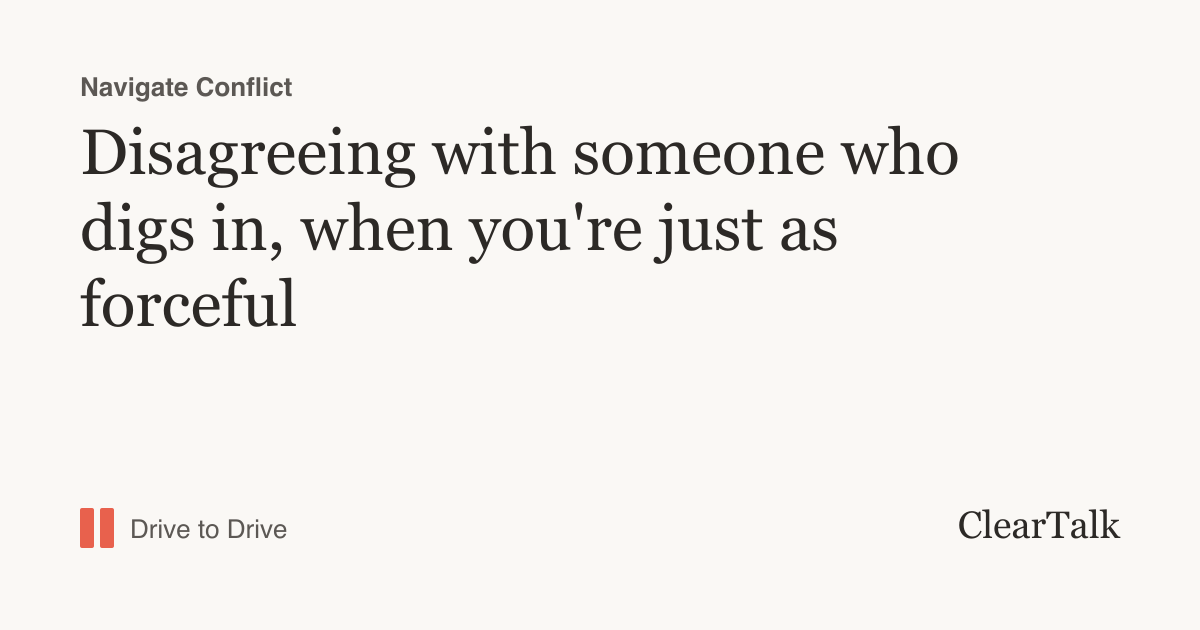 Navigate Conflict
Disagreeing with someone who
digs in, when you're just as
forceful
Drive to Drive
ClearTalk